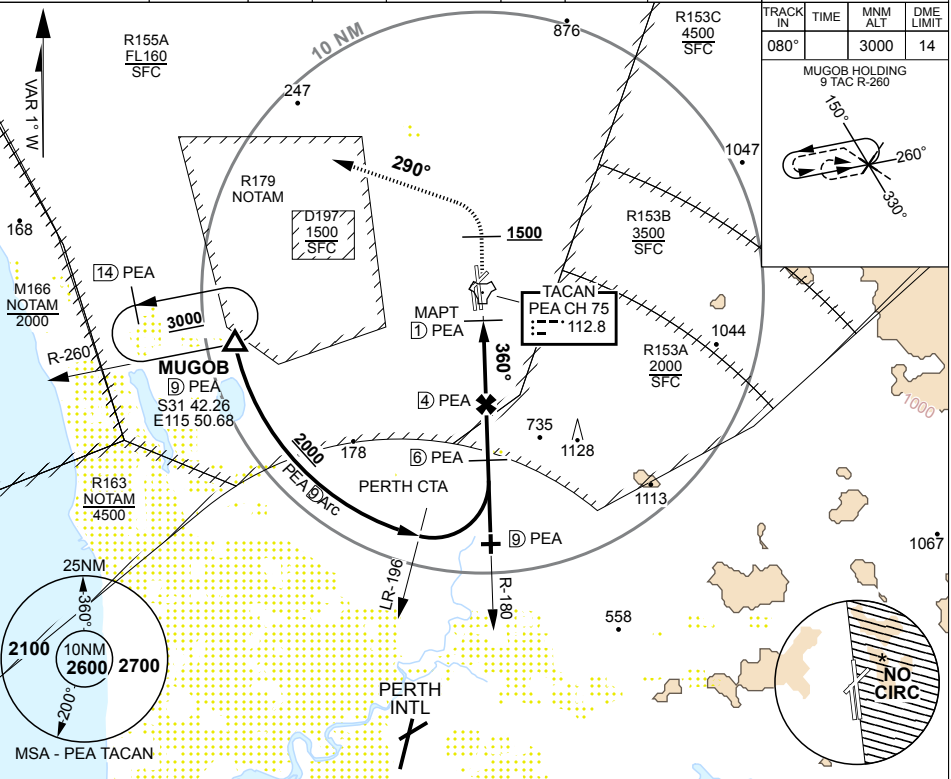 TRACK IN
TIME
MNM ALT
DME LIMIT
080°
3000
14
MUGOB HOLDING
9 TAC R-260
150°
260°
330°
VAR 1° W
R155A
FL160
SFC
10 NM
876
R153C
4500
SFC
247
1047
290°
R179
NOTAM
D197
1500
SFC
1500
R153B
3500
SFC
168
14 PEA
M166
NOTAM
2000
3000
MAPT
1 PEA
TACAN
PEA CH 75
112.8
1044
R153A
2000
SFC
R-260°
MUGOB
9 PEA
S31 42.26
E115 50.68
360°
4 PEA
1000
735
1128
2000
178
6 PEA
PEA 9 Arc
PERTH CTA
R163
NOTAM
4500
1113
9 PEA
1067
LR-196
R-180
558
25NM
360°
2100
10NM
2600
2700
200°
MSA - PEA TACAN
PERTH
INTL
*
NO
CIRC